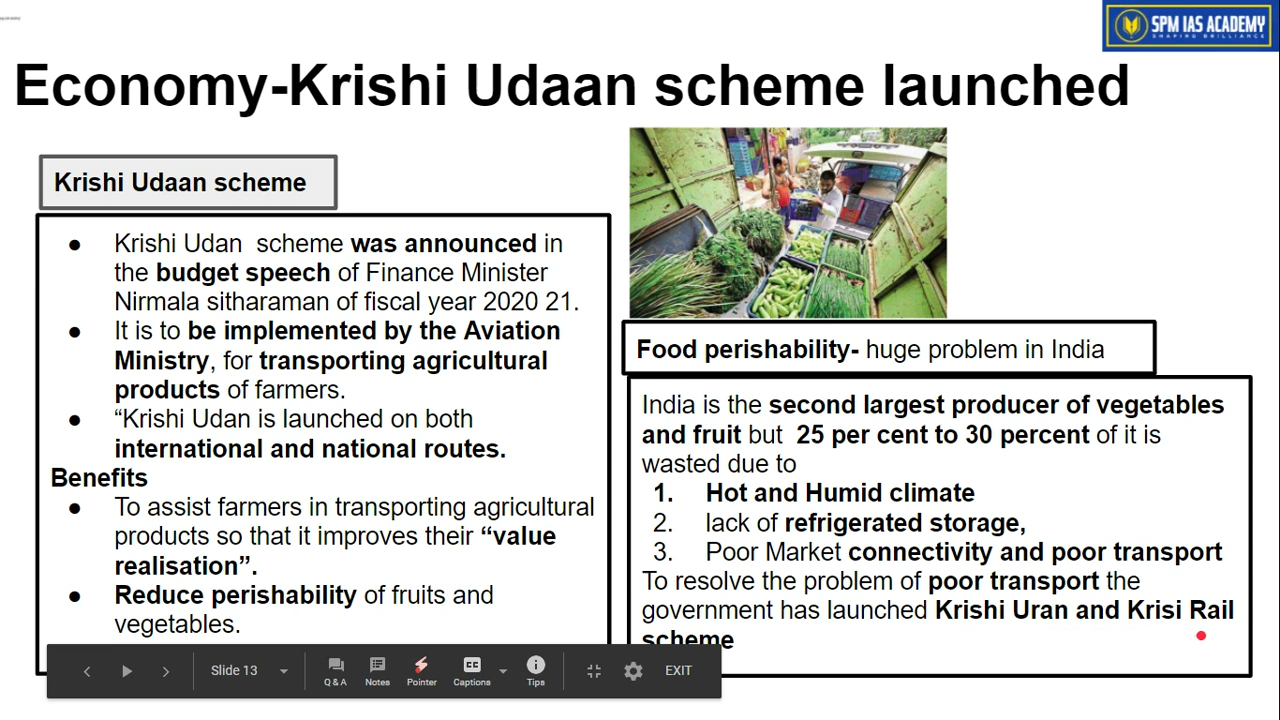 SPM IAS ACADEMY
SHAPING BRILLIANCE
Economy-Krishi Udaan scheme launched
Krishi Udaan scheme
● Krishi Udan scheme was announced in
the budget speech of Finance Minister
Nirmala sitharaman of fiscal year 2020 21.
● It is to be implemented by the Aviation
Ministry, for transporting agricultural
products of farmers.
● “Krishi Udan is launched on both
international and national routes.
Benefits
● To assist farmers in transporting agricultural
products so that it improves their “value
realisation”.
● Reduce perishability of fruits and
vegetables.
Food perishability- huge problem in India
India is the second largest producer of vegetables
and fruit but 25 per cent to 30 percent of it is
wasted due to
1. Hot and Humid climate
2. lack of refrigerated storage,
3. Poor Market connectivity and poor transport
To resolve the problem of poor transport the
government has launched Krishi Uran and Krisi Rail
scheme
Slide 13
Q & A
Notes
Pointer
CC
Captions
Tips
EXIT